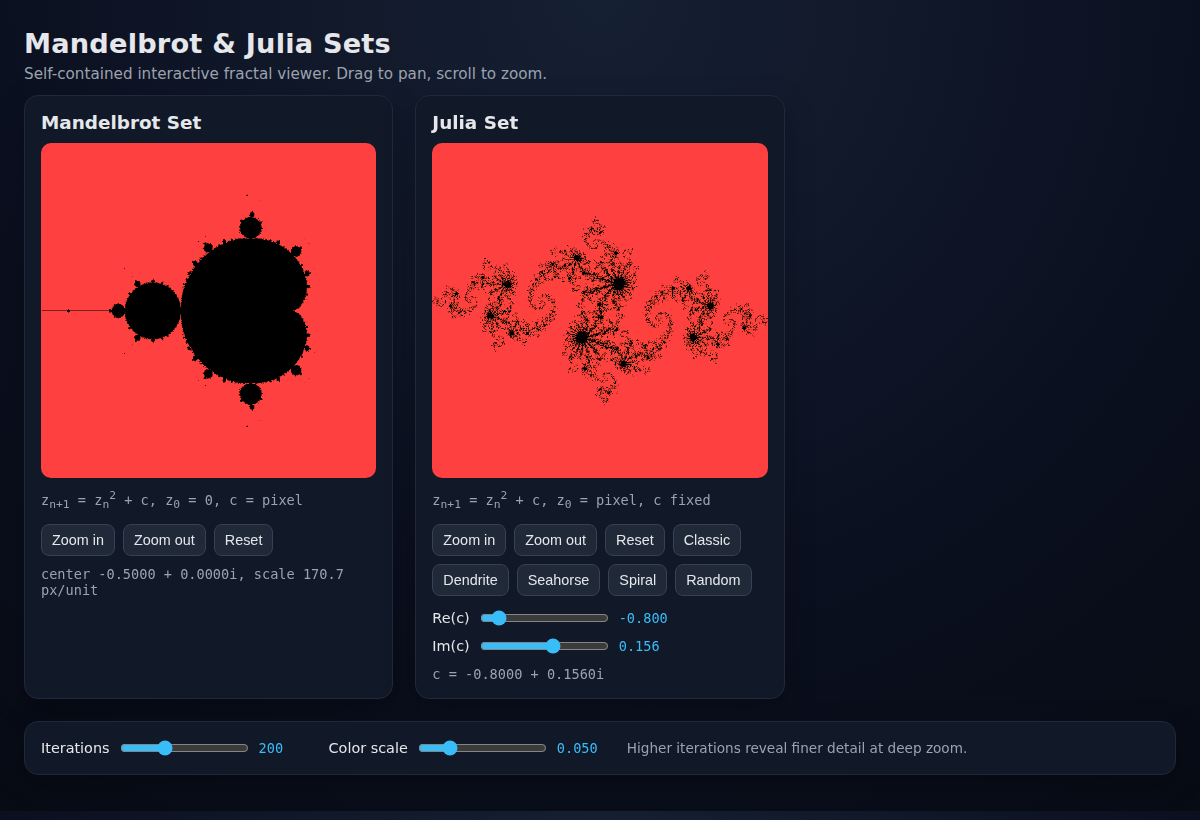 Mandelbrot & Julia Sets
Self-contained interactive fractal viewer. Drag to pan, scroll to zoom.
Mandelbrot Set
zn+1 = zn2 + c, z0 = 0, c = pixel
Zoom in Zoom out Reset
center -0.5000 + 0.0000i, scale 170.7
px/unit
Julia Set
zn+1 = zn2 + c, z0 = pixel, c fixed
Zoom in Zoom out Reset Classic
Dendrite Seahorse Spiral Random
Re(c) -0.800
Im(c) 0.156
c = -0.8000 + 0.1560i
Iterations 200 Color scale 0.050 Higher iterations reveal finer detail at deep zoom.